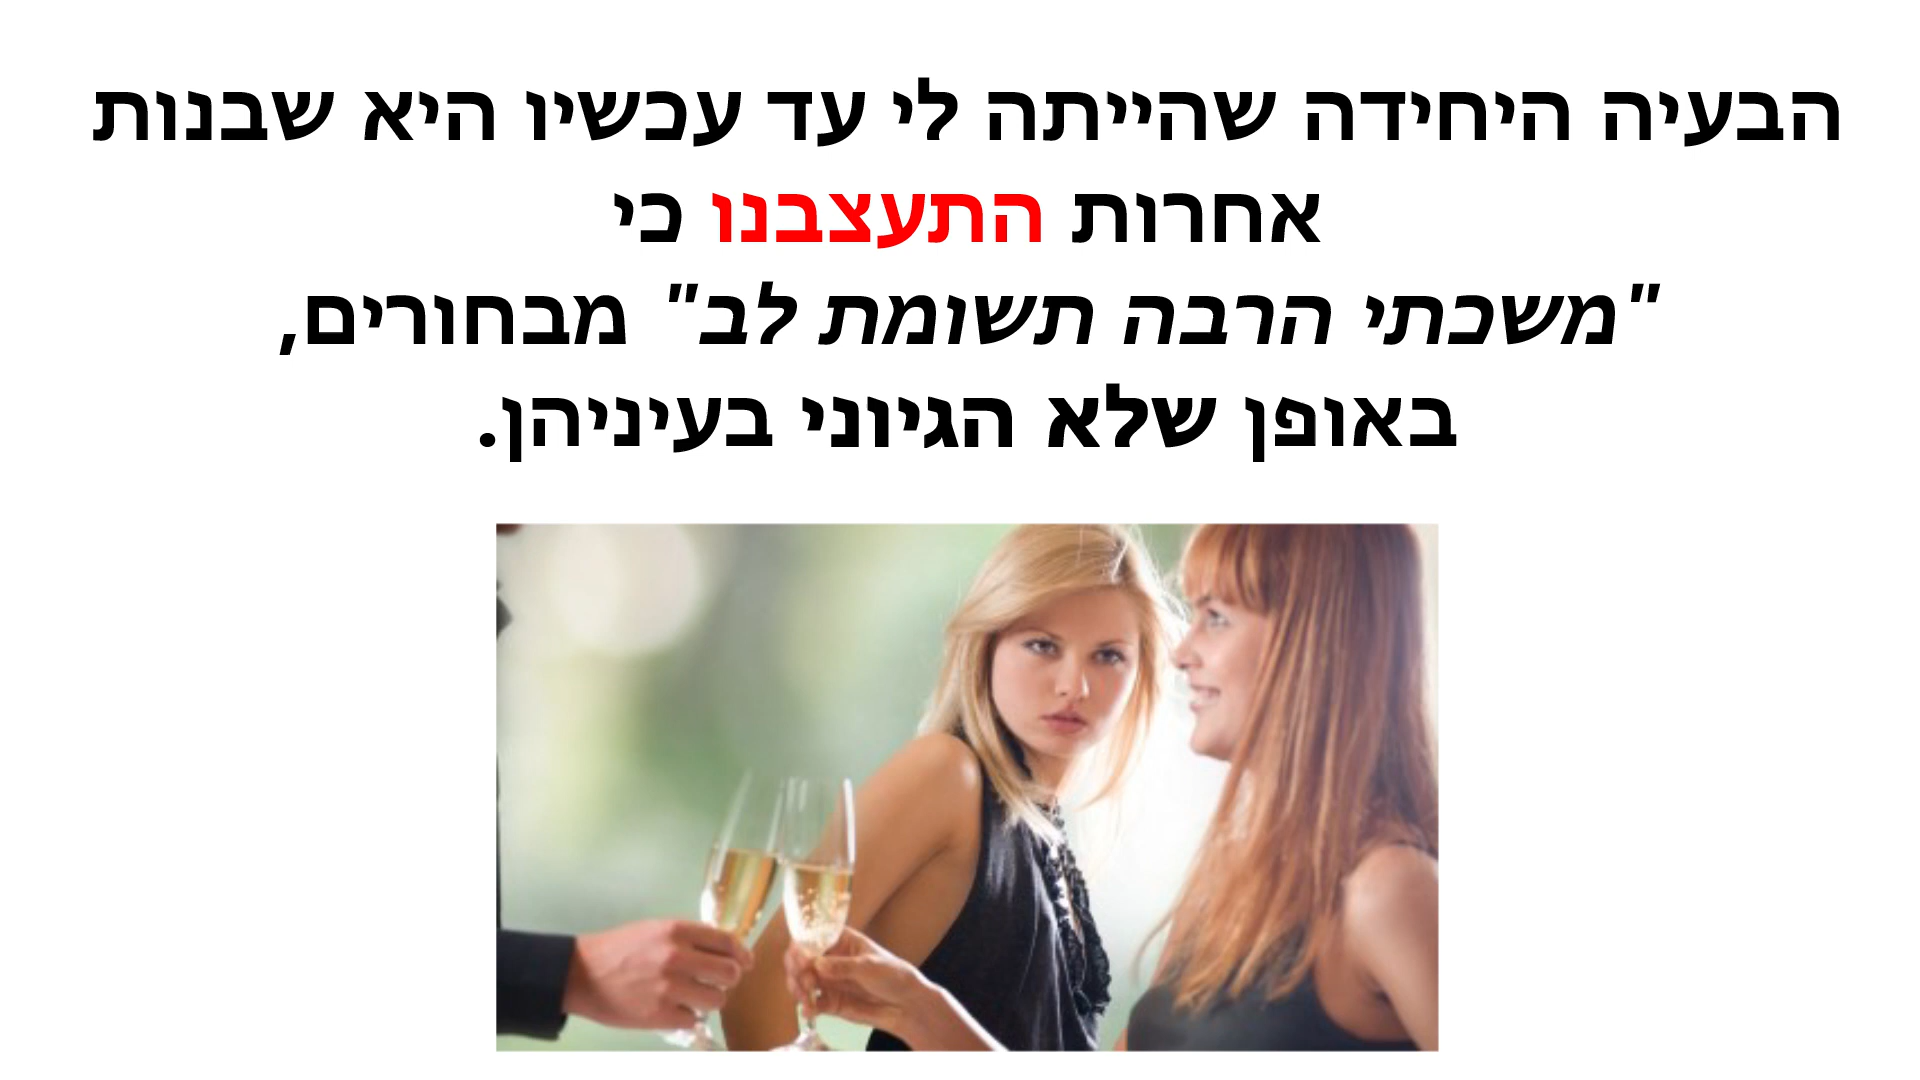 הבעיה היחידה שהייתה לי עד עכשיו היא שבנות
אחרות התעצבנו כי
"משכתי הרבה תשומת לב" מבחורים,
באופן שלא הגיוני בעיניהן.